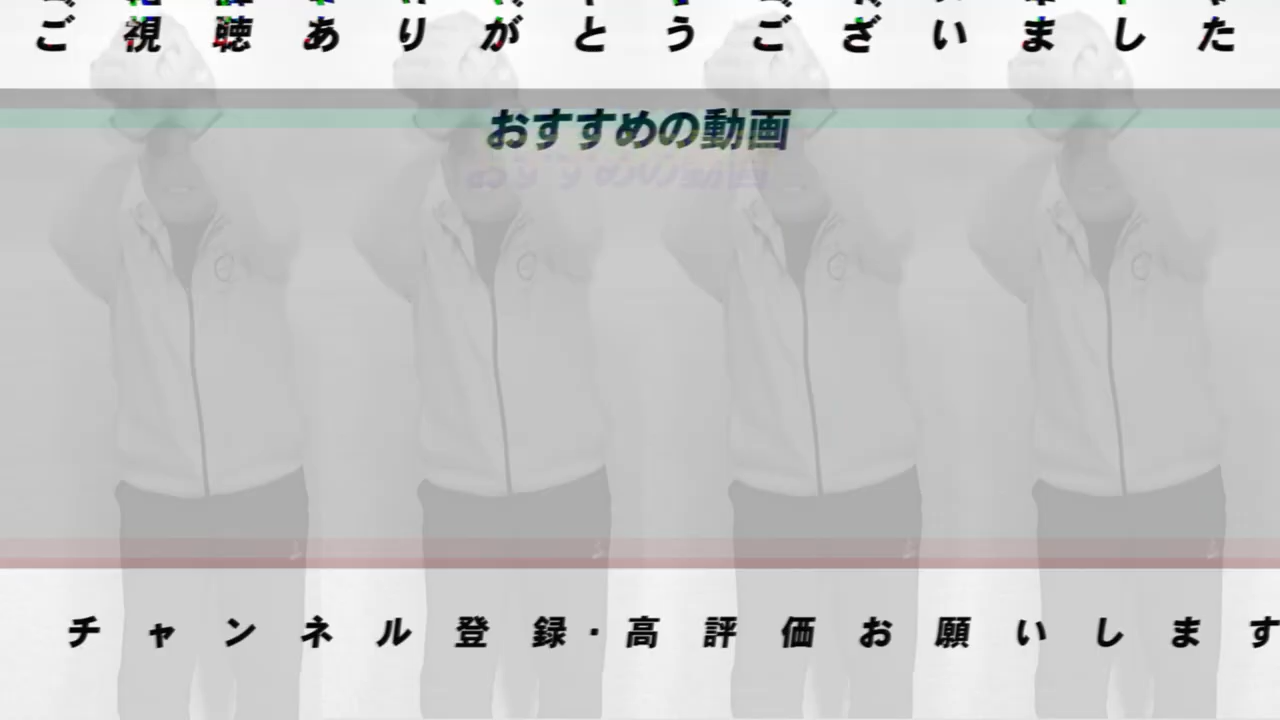 ご視聴ありがとうございました
おすすめの動画
チャンネル登録・高評価お願いします